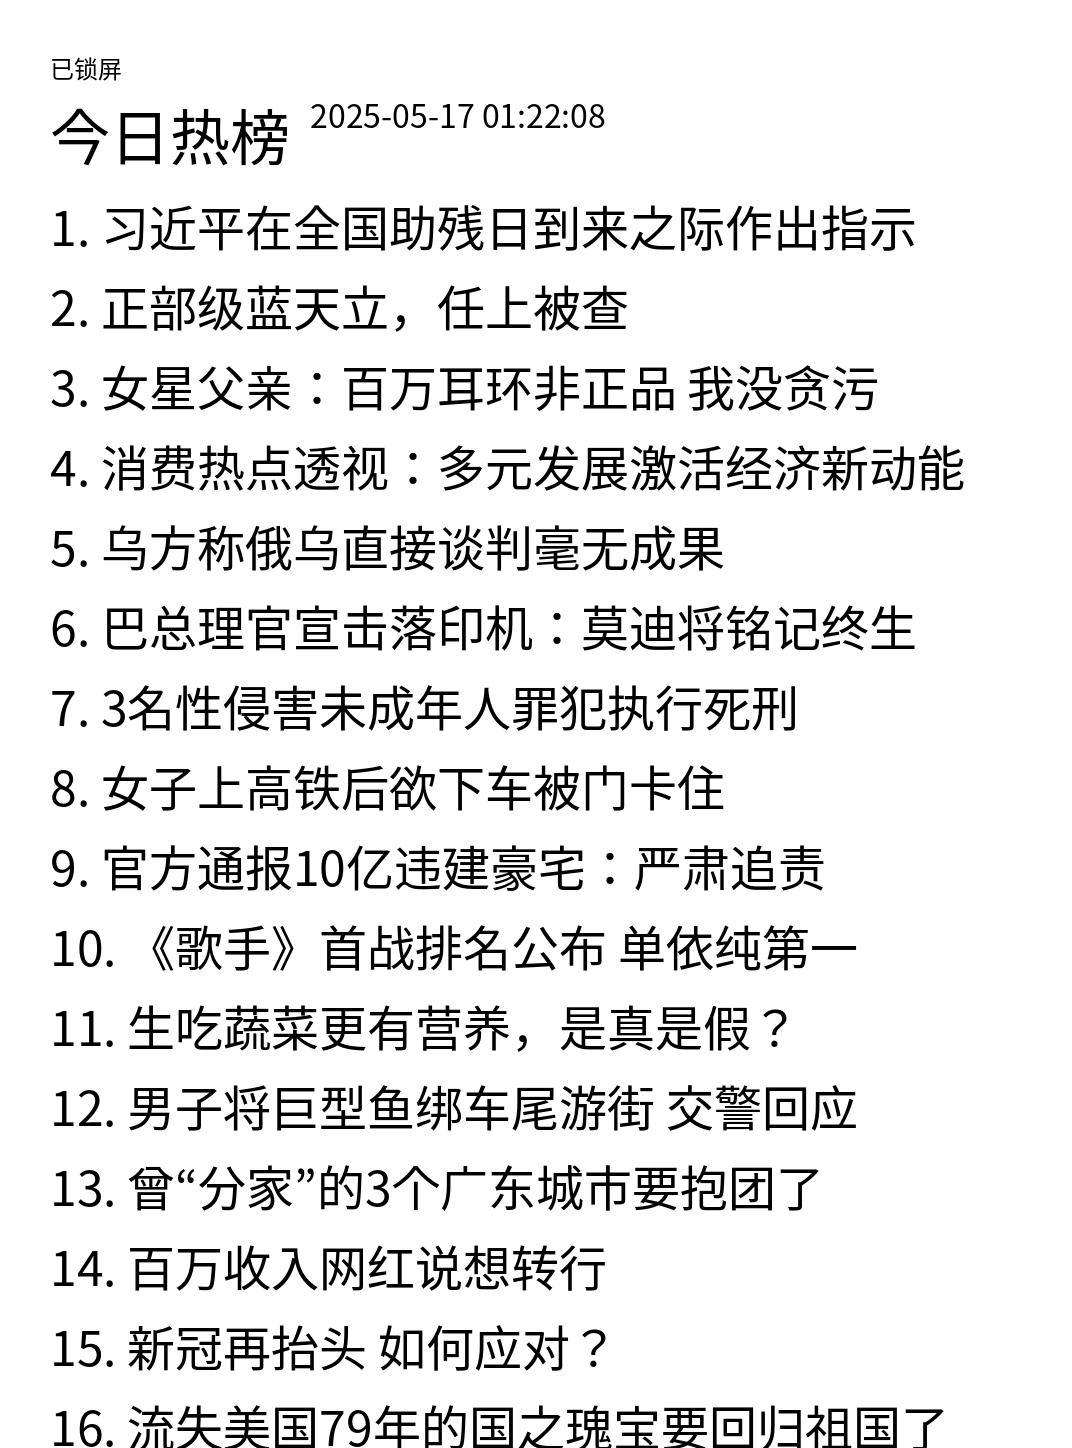 已锁屏
今日热榜 2025-05-17 01:22:08
1. 习近平在全国助残日到来之际作出指示
2. 正部级蓝天立，任上被查
3. 女星父亲：百万耳环非正品 我没贪污
4. 消费热点透视：多元发展激活经济新动能
5. 乌方称俄乌直接谈判毫无成果
6. 巴总理官宣击落印机：莫迪将铭记终生
7. 3名性侵害未成年人罪犯执行死刑
8. 女子上高铁后欲下车被门卡住
9. 官方通报10亿违建豪宅：严肃追责
10. 《歌手》首战排名公布 单依纯第一
11. 生吃蔬菜更有营养，是真是假？
12. 男子将巨型鱼绑车尾游街 交警回应
13. 曾“分家”的3个广东城市要抱团了
14. 百万收入网红说想转行
15. 新冠再抬头 如何应对？
16. 流失美国79年的国之瑰宝要回归祖国了